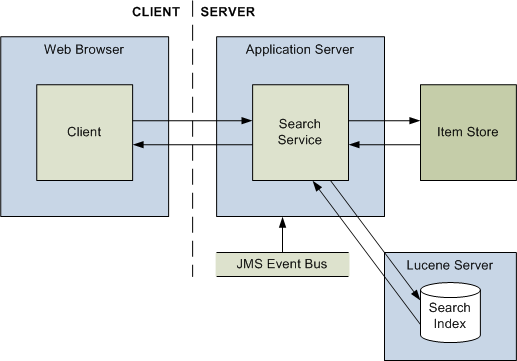 CLIENT
SERVER
Web Browser
Application Server
Client
Search
Service
Item Store
JMS Event Bus
Lucene Server
Search
Index